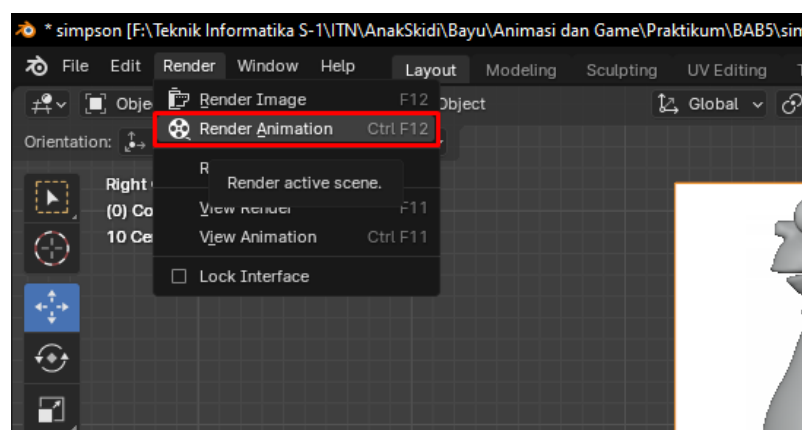 * simpson [F:\Teknik Informatika S-1\ITN\AnakSkidi\Bayu\Animasi dan Game\Praktikum\BAB5\sim
File Edit Render Window Help Layout Modeling Sculpting UV Editing
Obje Render Image F12 Object Global
Orientation: Render Animation Ctrl F12
R
Right Render active scene.
(0) Co View Render F11
10 Cer View Animation Ctrl F11
Lock Interface